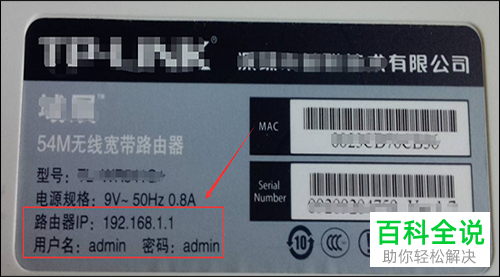 TP-LINK®
有限公司
54M无线宽带路由器
MAC
型号:
电源规格: 9V~50Hz 0.8A
路由器IP: 192.168.1.1
用户名: admin 密码: admin
Serial
Number
10
百科全说
助你轻松解决